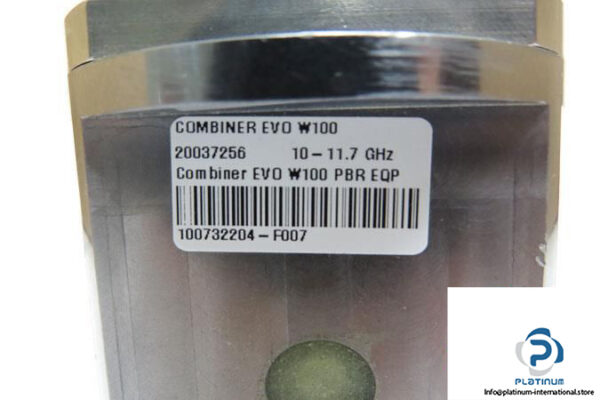 COMBINER EVO W100
20037256 10-11.7 GHz
Combiner EVO W100 PBR EQP
100732204-F007
PLATINUM
Info@platinum-international.store